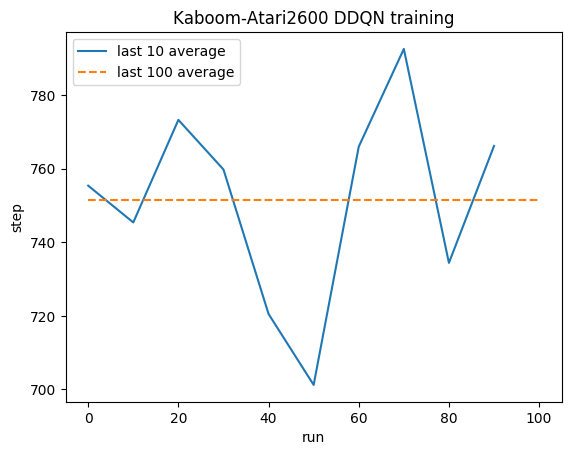 Kaboom-Atari2600 DDQN training
last 10 average
last 100 average
step
780
760
740
720
700
0 20 40 60 80 100
run